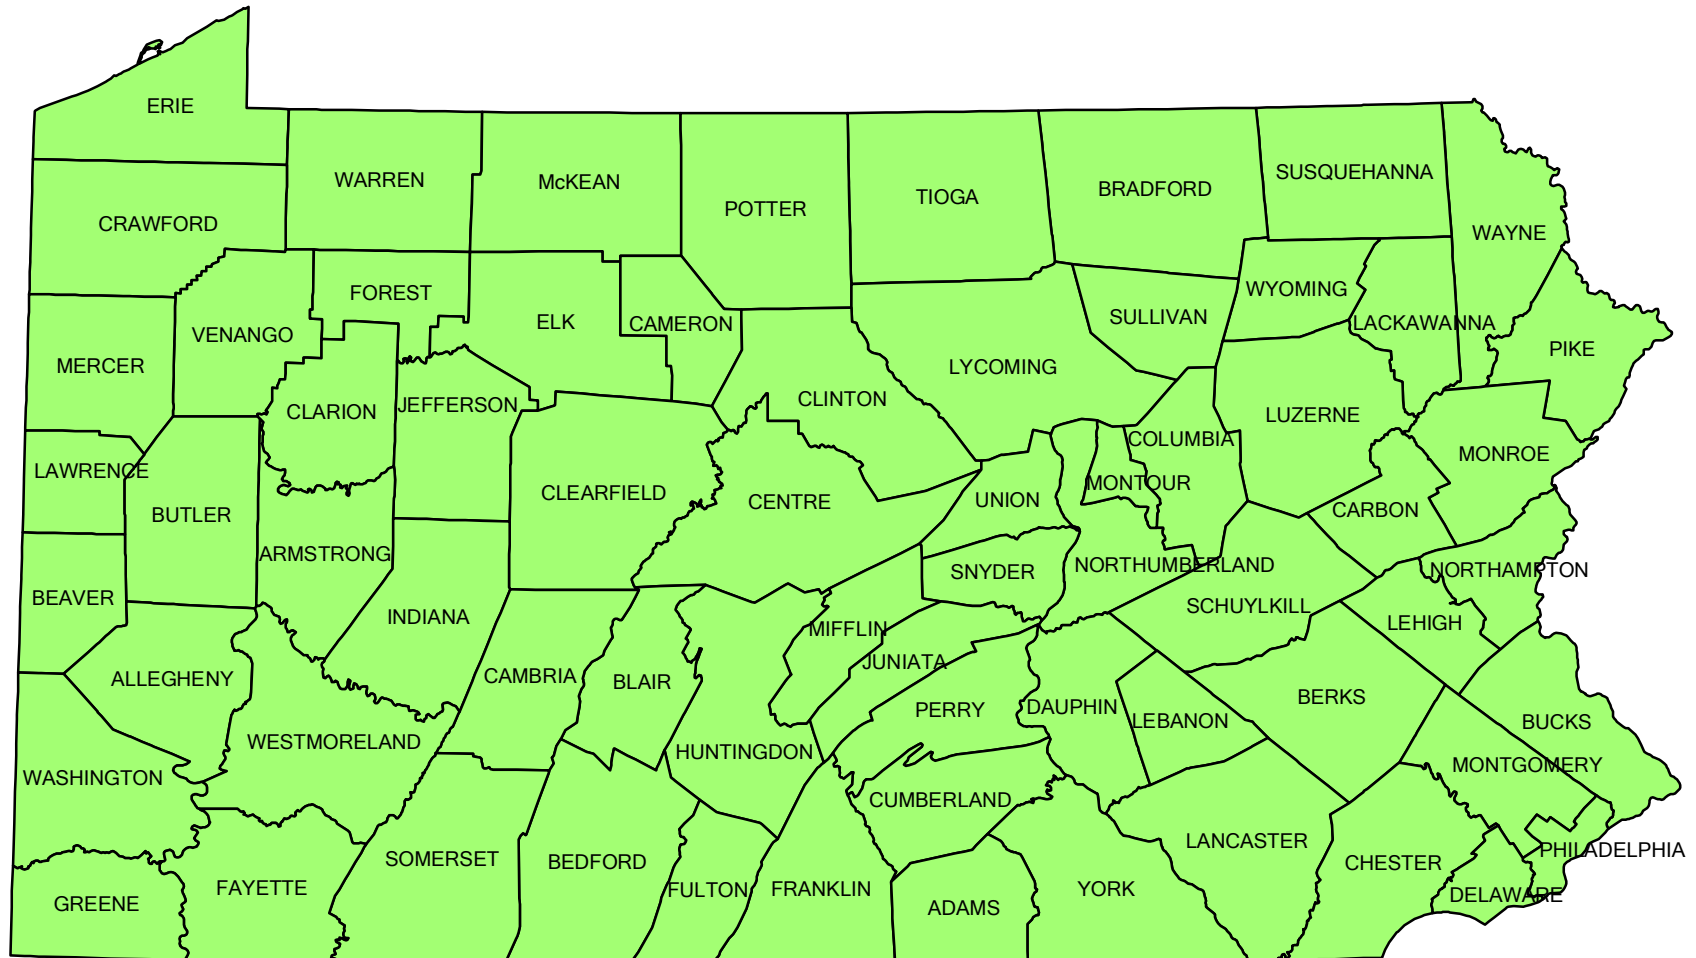 ERIE
WARREN
McKEAN
POTTER
TIOGA
BRADFORD
SUSQUEHANNA
WAYNE
CRAWFORD
FOREST
ELK
CAMERON
VENANGO
SULLIVAN
WYOMING
LACKAWANNA
PIKE
MERCER
CLARION
JEFFERSON
CLINTON
LYCOMING
COLUMBIA
LUZERNE
MONROE
LAWRENCE
BUTLER
CLEARFIELD
CENTRE
UNION
MONTOUR
CARBON
ARMSTRONG
SNYDER
NORTHUMBERLAND
NORTHAMPTON
BEAVER
INDIANA
MIFFLIN
SCHUYLKILL
LEHIGH
ALLEGHENY
CAMBRIA
BLAIR
JUNIATA
PERRY
DAUPHIN
LEBANON
BERKS
BUCKS
WESTMORELAND
HUNTINGDON
WASHINGTON
MONTGOMERY
CUMBERLAND
LANCASTER
PHILADELPHIA
SOMERSET
BEDFORD
CHESTER
GREENE
FAYETTE
FULTON
FRANKLIN
ADAMS
YORK
DELAWARE